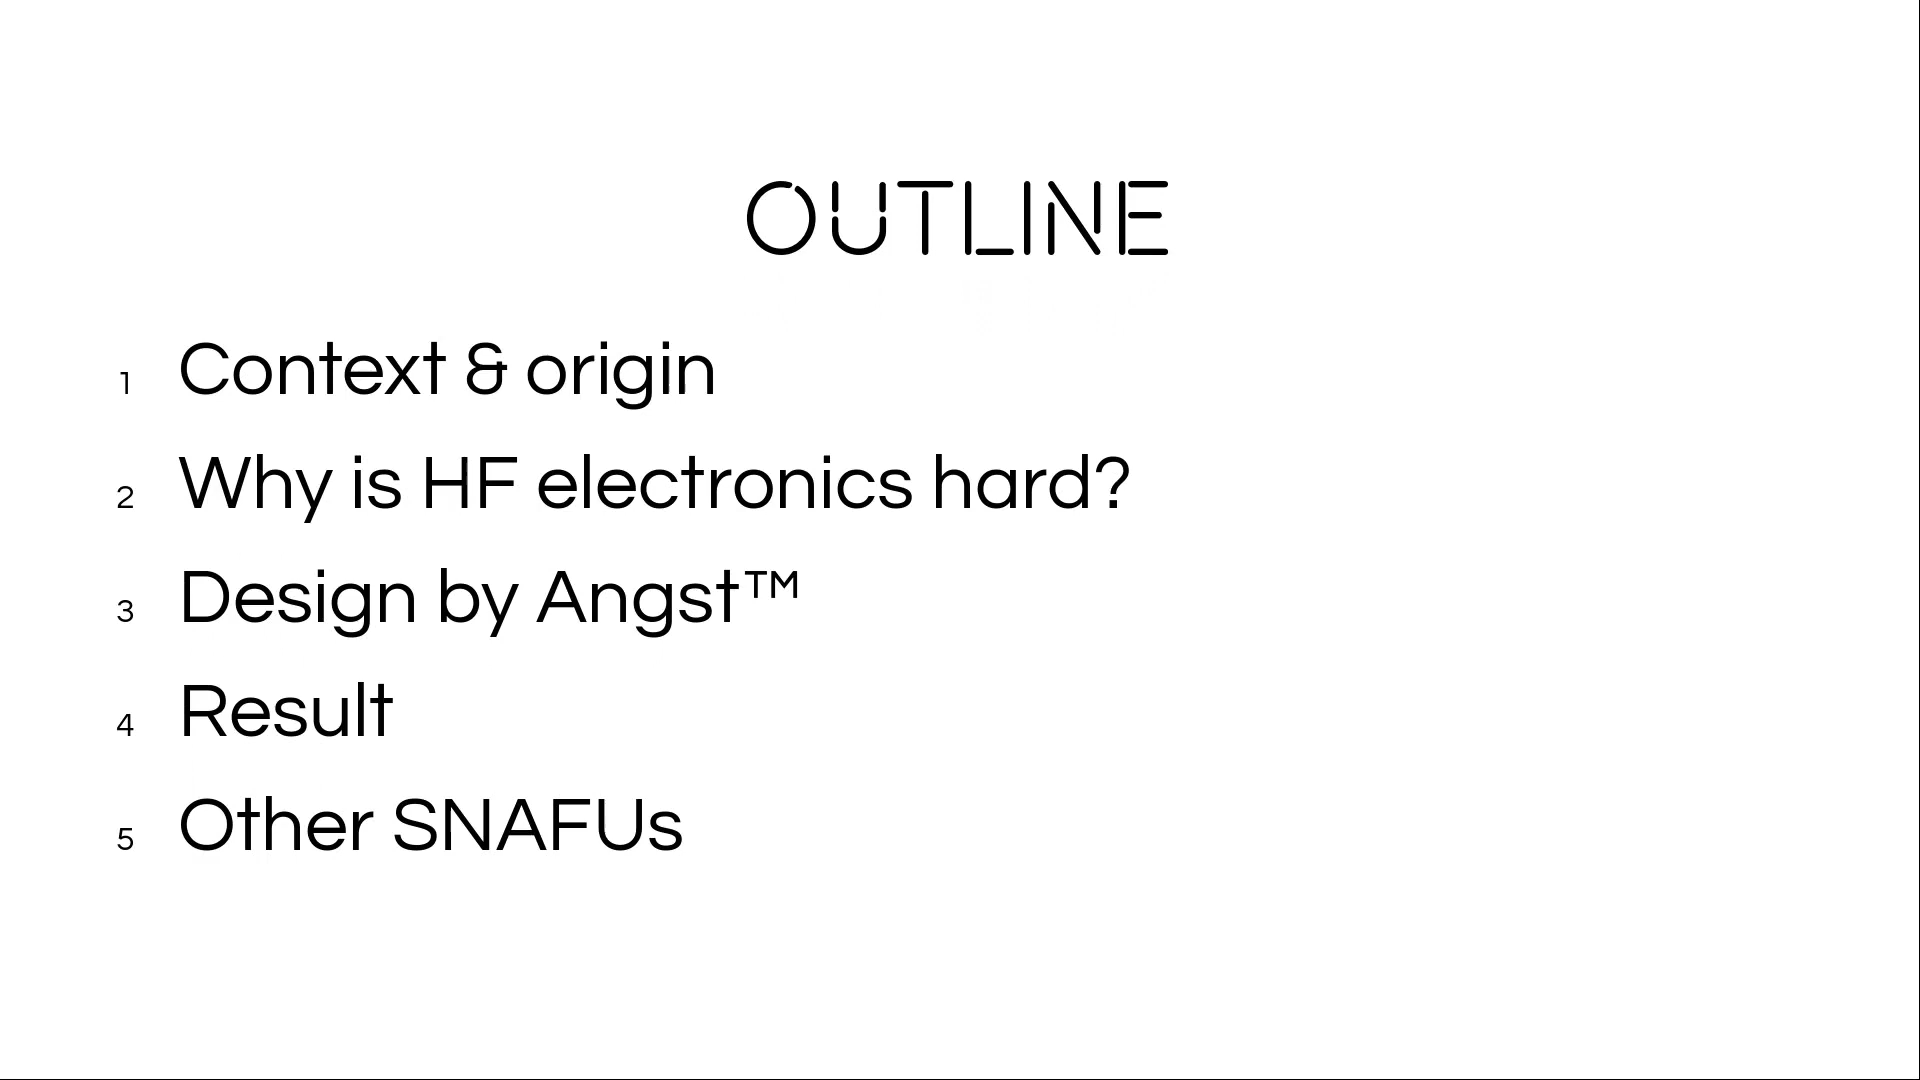 OUTLINE
1 Context & origin
2 Why is HF electronics hard?
3 Design by Angst™
4 Result
5 Other SNAFUs